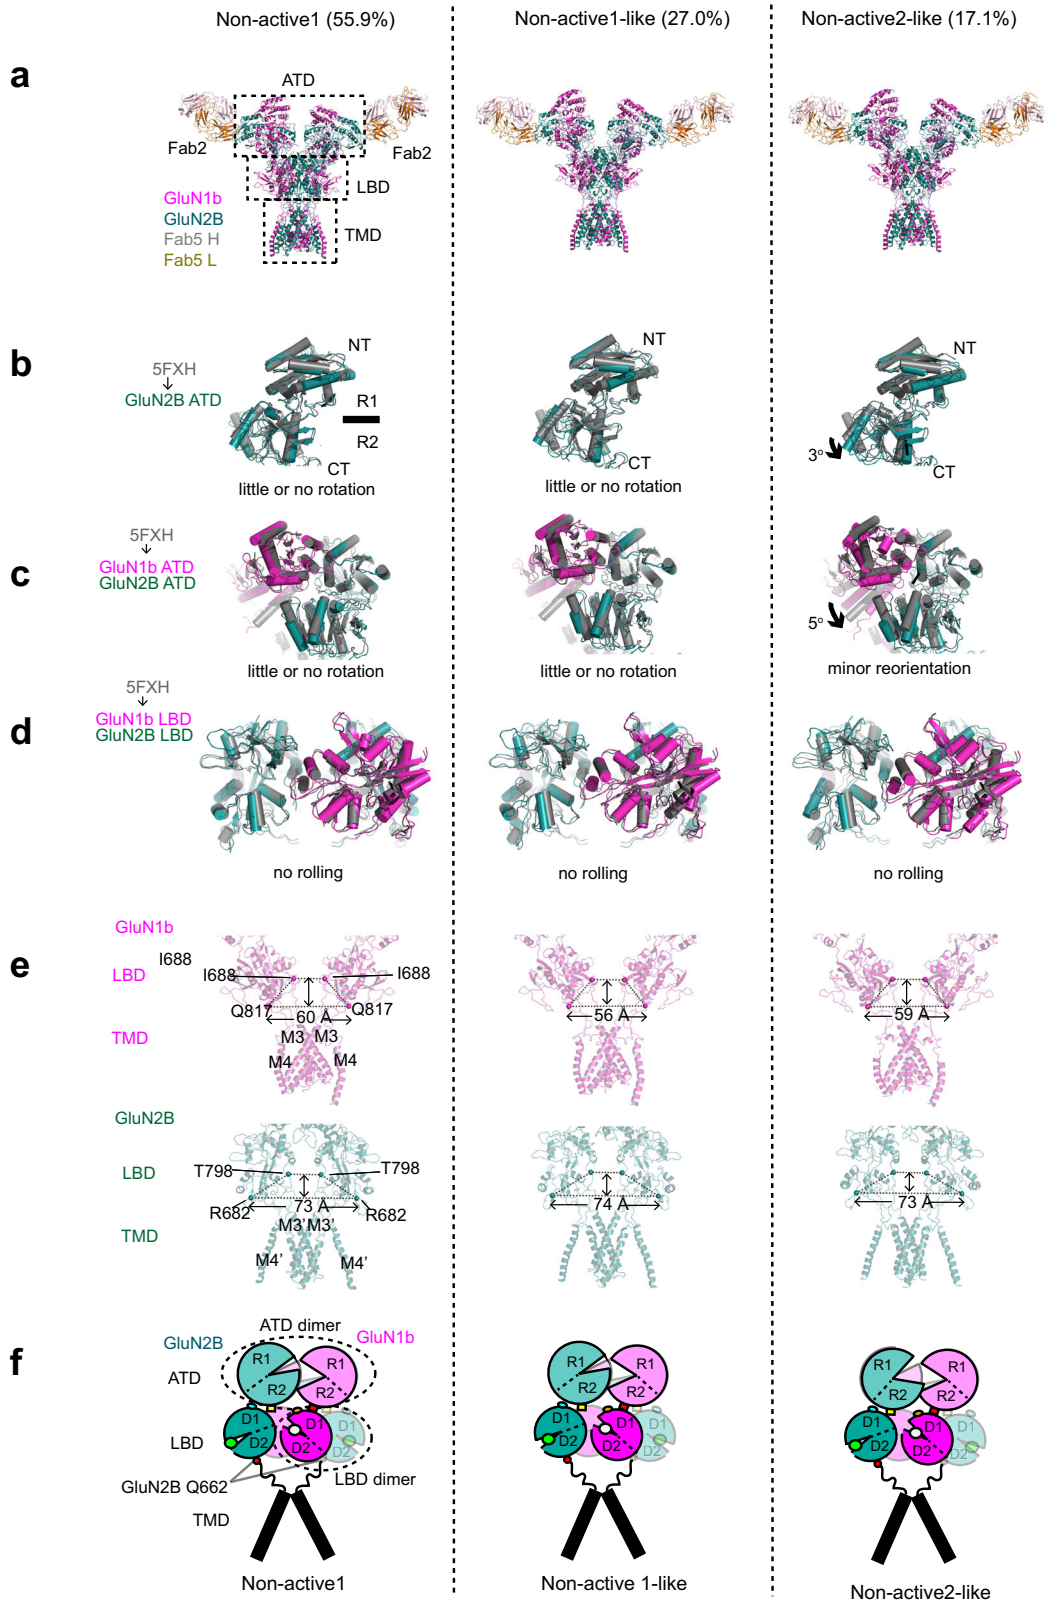 Non-active1 (55.9%)
Non-active1-like (27.0%)
Non-active2-like (17.1%)
a
ATD
Fab2
Fab2
LBD
GluN1b
GluN2B
TMD
Fab5 H
Fab5 L
b
5FXH
GluN2B ATD
NT
R1
R2
CT
little or no rotation
NT
CT
little or no rotation
NT
3°
CT
c
5FXH
GluN1b ATD
GluN2B ATD
little or no rotation
little or no rotation
5°
minor reorientation
d
5FXH
GluN1b LBD
GluN2B LBD
no rolling
no rolling
no rolling
e
GluN1b
I688
LBD
I688
I688
Q817
Q817
60 Å
56 Å
59 Å
TMD
M3 M3
M4
M4
GluN2B
LBD
T798
T798
R682
R682
73 Å
74 Å
73 Å
TMD
M3' M3'
M4'
M4'
f
ATD dimer
GluN2B
GluN1b
ATD
R1
R1
R2
R2
D1
D1
D1
LBD
D2
D2
D2
LBD dimer
GluN2B Q662
TMD
Non-active1
R1
R1
R2
R2
D1
D1
D1
D2
D2
D2
Non-active 1-like
R1
R1
R2
R2
D1
D1
D1
D2
D2
D2
Non-active2-like